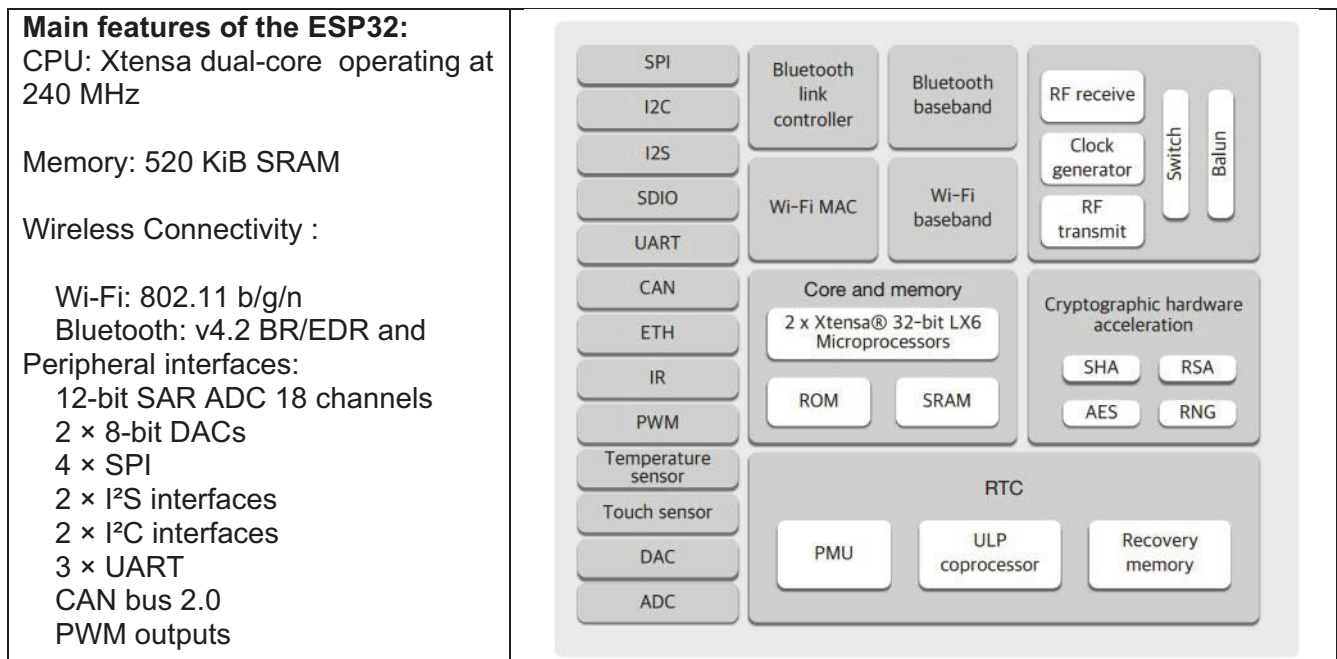 Main features of the ESP32:
CPU: Xtensa dual-core operating at
240 MHz
Memory: 520 KiB SRAM
Wireless Connectivity :
Wi-Fi: 802.11 b/g/n
Bluetooth: v4.2 BR/EDR and
Peripheral interfaces:
12-bit SAR ADC 18 channels
2 × 8-bit DACs
4 × SPI
2 × I²S interfaces
2 × I²C interfaces
3 × UART
CAN bus 2.0
PWM outputs
SPI
I2C
I2S
SDIO
UART
CAN
ETH
IR
PWM
Temperature
sensor
Touch sensor
DAC
ADC
Bluetooth
link
controller
Bluetooth
baseband
Wi-Fi MAC
Wi-Fi
baseband
RF receive
Clock
generator
RF
transmit
Switch
Balun
Core and memory
2 x Xtensa® 32-bit LX6
Microprocessors
ROM
SRAM
Cryptographic hardware
acceleration
SHA
RSA
AES
RNG
RTC
PMU
ULP
coprocessor
Recovery
memory